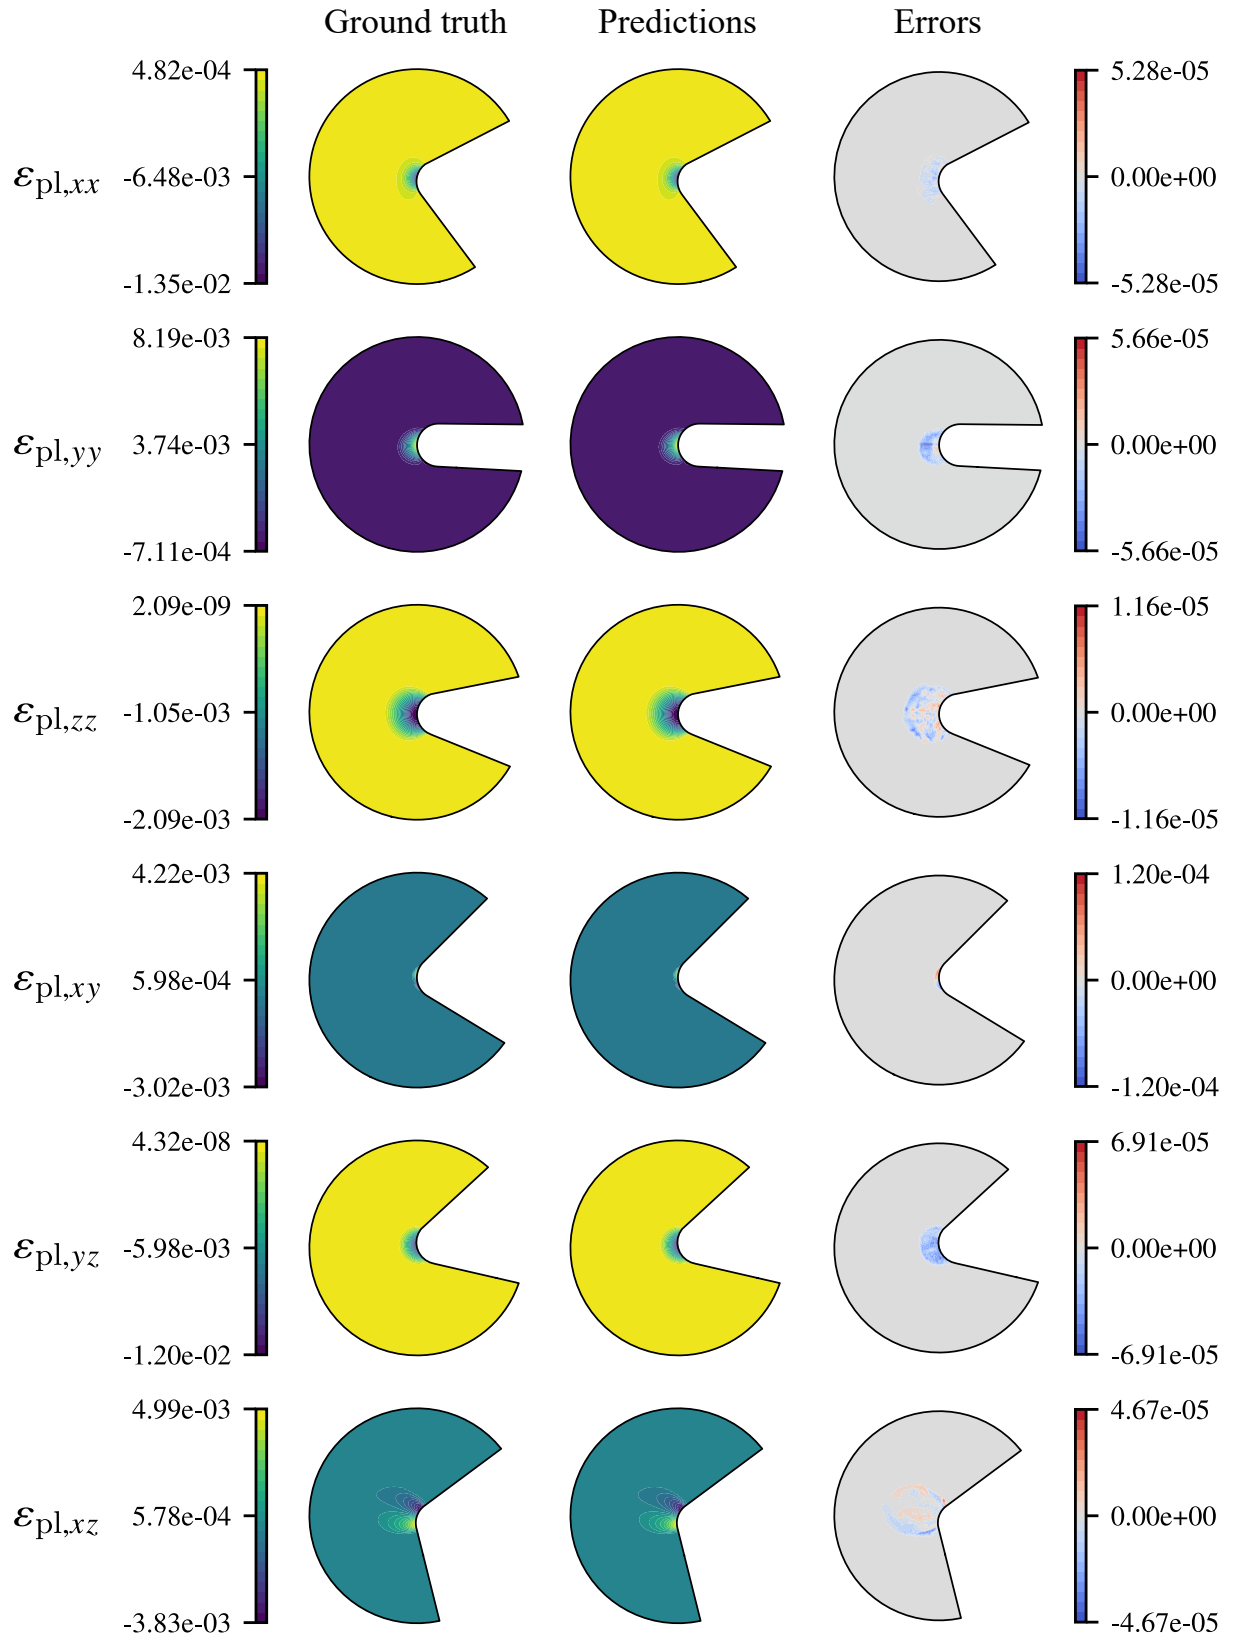 Ground truth Predictions Errors
4.82e-04 5.28e-05
εpl,xx -6.48e-03 0.00e+00
-1.35e-02 -5.28e-05
8.19e-03 5.66e-05
εpl,yy 3.74e-03 0.00e+00
-7.11e-04 -5.66e-05
2.09e-09 1.16e-05
εpl,zz -1.05e-03 0.00e+00
-2.09e-03 -1.16e-05
4.22e-03 1.20e-04
εpl,xy 5.98e-04 0.00e+00
-3.02e-03 -1.20e-04
4.32e-08 6.91e-05
εpl,yz -5.98e-03 0.00e+00
-1.20e-02 -6.91e-05
4.99e-03 4.67e-05
εpl,xz 5.78e-04 0.00e+00
-3.83e-03 -4.67e-05